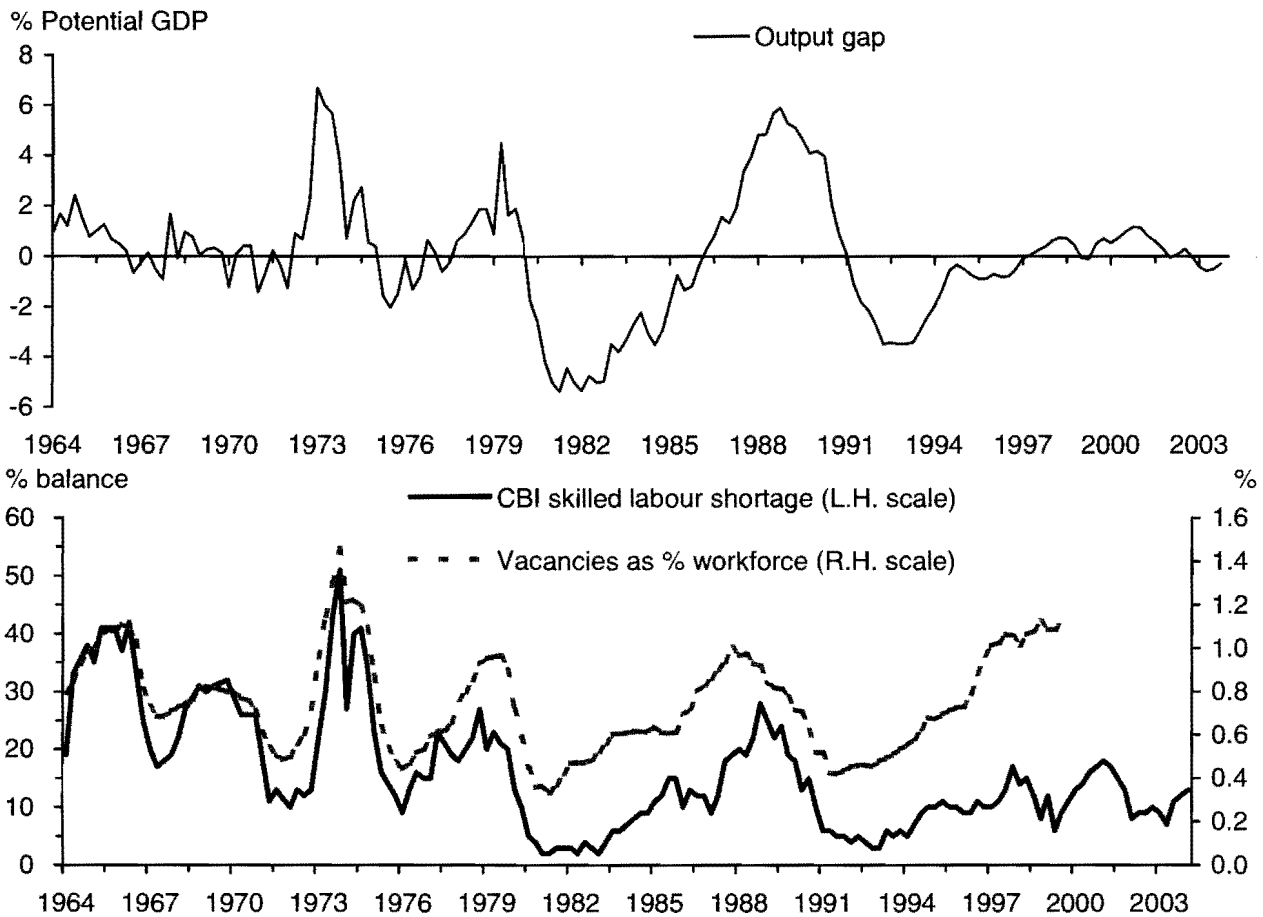 % Potential GDP
Output gap
8
6
4
2
0
-2
-4
-6
1964 1967 1970 1973 1976 1979 1982 1985 1988 1991 1994 1997 2000 2003
% balance %
CBI skilled labour shortage (L.H. scale)
Vacancies as % workforce (R.H. scale)
60 1.6
50 1.4
1.2
40 1.0
30 0.8
20 0.6
0.4
10 0.2
0 0.0
1964 1967 1970 1973 1976 1979 1982 1985 1988 1991 1994 1997 2000 2003